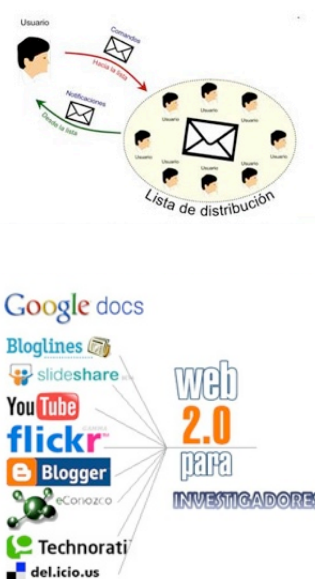 Usuario
Comandos
Hacia la lista
Notificaciones
Desde la lista
Usuario
Usuario
Usuario
Usuario
Usuario
Usuario
Usuario
Usuario
Lista de distribución
Google docs
Bloglines
slideshare
YouTube
flickr
Blogger
eConozco
Technorati
del.icio.us
web
2.0
para
INVESTIGADORES